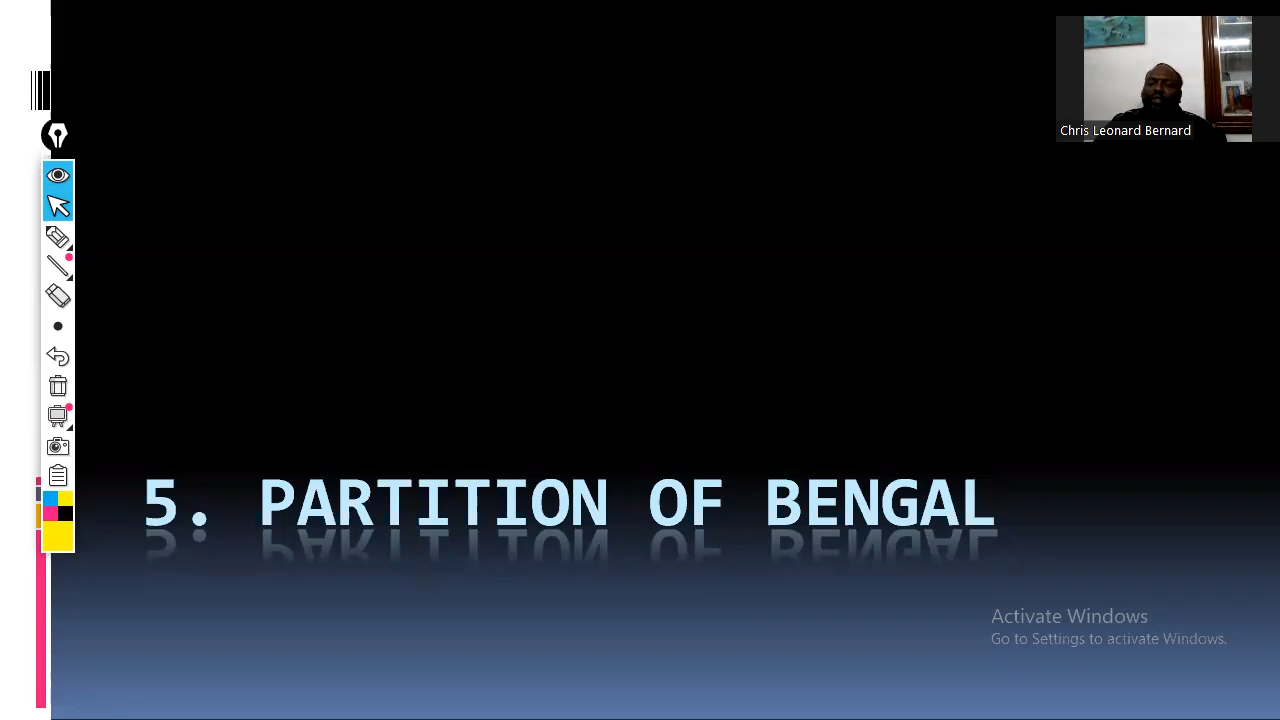 Chris Leonard Bernard
5. PARTITION OF BENGAL
Activate Windows
Go to Settings to activate Windows.